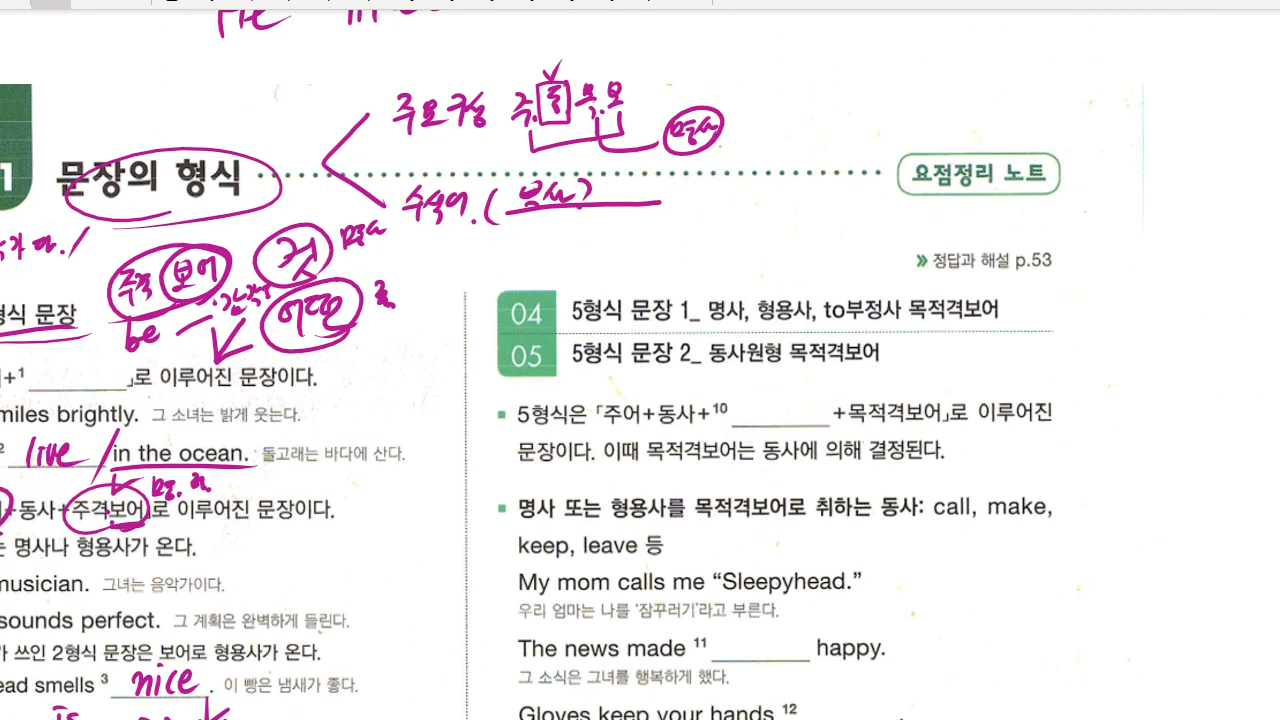 주요구성 주.동.목.보
명사
1 문장의 형식
요점정리 노트
수식어.( 부사 )
주격 보어
것 명사
be 감각
어떤
정답과 해설 p.53
형식 문장
+¹ ________」로 이루어진 문장이다.
miles brightly. 그 소녀는 밝게 웃는다.
² live / in the ocean. 돌고래는 바다에 산다.
명. 형.
+동사+주격보어」로 이루어진 문장이다.
는 명사나 형용사가 온다.
musician. 그녀는 음악가이다.
sounds perfect. 그 계획은 완벽하게 들린다.
가 쓰인 2형식 문장은 보어로 형용사가 온다.
ead smells ³ nice . 이 빵은 냄새가 좋다.
is
04 5형식 문장 1_ 명사, 형용사, to부정사 목적격보어
05 5형식 문장 2_ 동사원형 목적격보어
5형식은 「주어+동사+¹⁰ ________ +목적격보어」로 이루어진
문장이다. 이때 목적격보어는 동사에 의해 결정된다.
명사 또는 형용사를 목적격보어로 취하는 동사: call, make,
keep, leave 등
My mom calls me “Sleepyhead.”
우리 엄마는 나를 ‘잠꾸러기’라고 부른다.
The news made ¹¹ ________ happy.
그 소식은 그녀를 행복하게 했다.
Gloves keep your hands ¹²